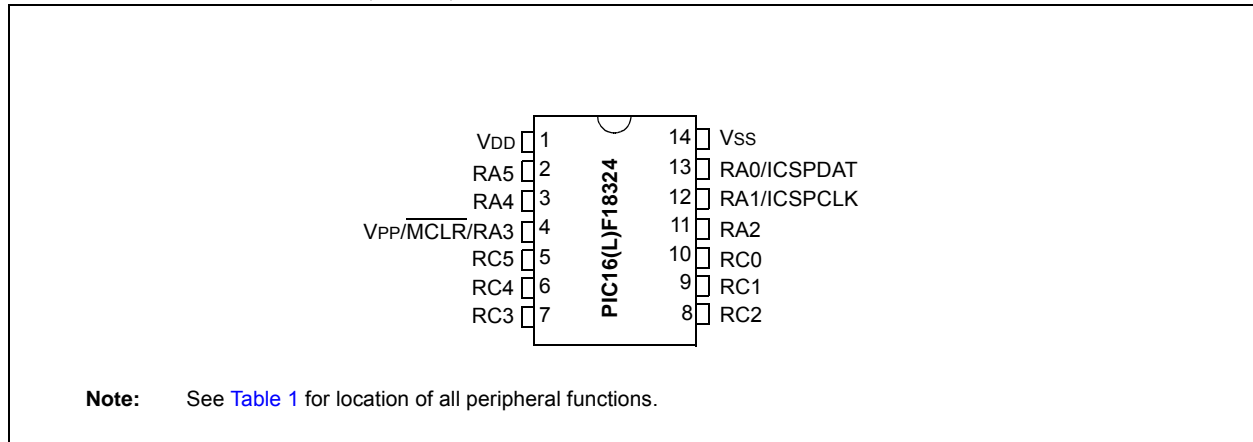 VDD 1 14 VSS
RA5 2 13 RA0/ICSPDAT
RA4 3 12 RA1/ICSPCLK
VPP/MCLR/RA3 4 11 RA2
RC5 5 10 RC0
RC4 6 9 RC1
RC3 7 8 RC2
PIC16(L)F18324
Note: See Table 1 for location of all peripheral functions.